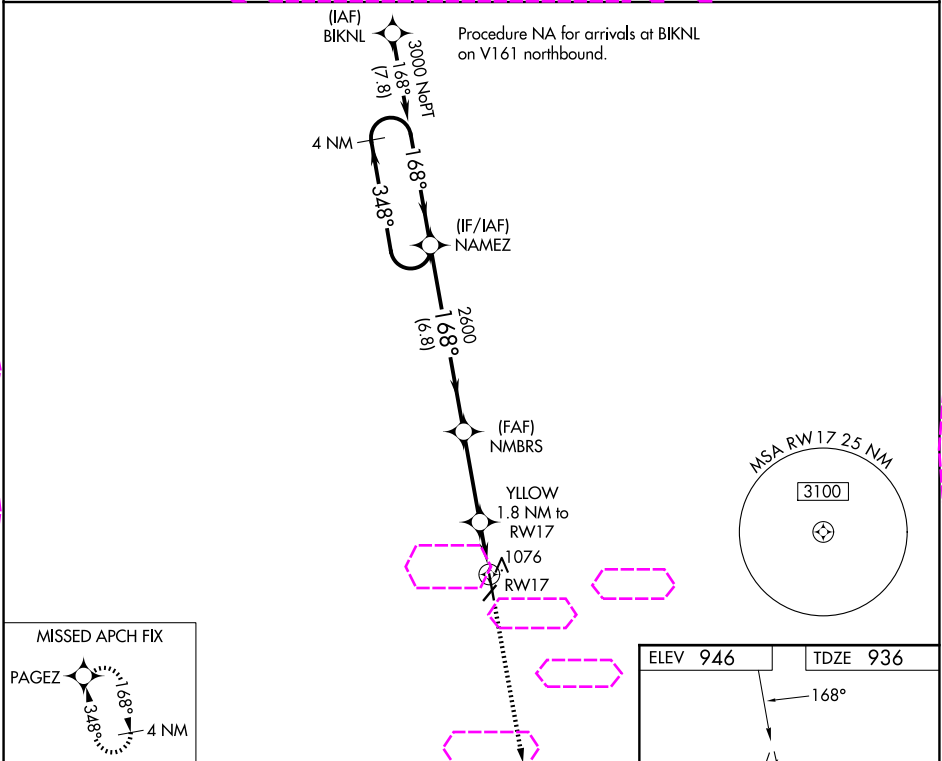 (IAF)
BIKNL
Procedure NA for arrivals at BIKNL
on V161 northbound.
3000 NoPT
168°
(7.8)
4 NM
168°
348°
(IF/IAF)
NAMEZ
2600
168°
(6.8)
(FAF)
NMBRS
MSA RW17 25 NM
3100
YLLOW
1.8 NM to
RW17
1076
RW17
MISSED APCH FIX
PAGEZ
168°
348°
4 NM
ELEV 946
TDZE 936
168°